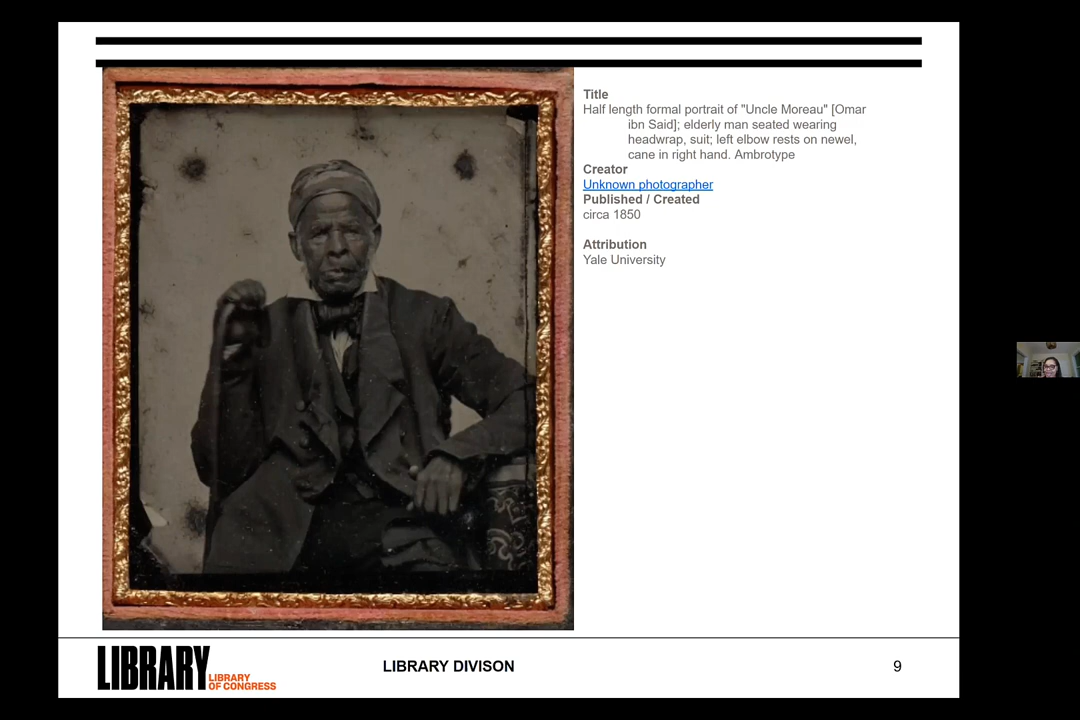 Title
Half length formal portrait of "Uncle Moreau" [Omar
ibn Said]; elderly man seated wearing
headwrap, suit; left elbow rests on newel,
cane in right hand. Ambrotype
Creator
Unknown photographer
Published / Created
circa 1850
Attribution
Yale University
LIBRARY
LIBRARY
OF CONGRESS
LIBRARY DIVISON
9